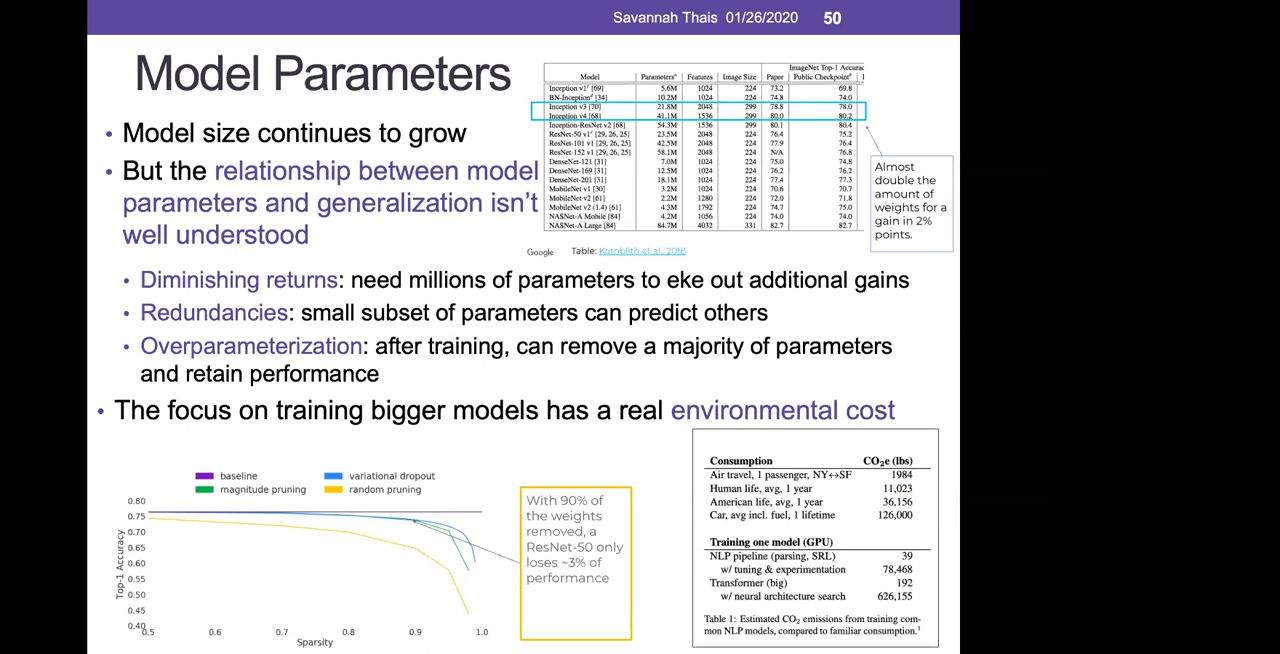 Savannah Thais 01/26/2020 50
Model Parameters
• Model size continues to grow
• But the relationship between model
parameters and generalization isn't
well understood
ImageNet Top-1 Accurac
Model Parametersᵃ Features Image Size Paper Public Checkpointᵇ
Inception v1ᶜ [69] 5.6M 1024 224 73.2 69.8
BN-Inceptionᵈ [34] 10.2M 1024 224 74.8 74.0
Inception v3 [70] 21.8M 2048 299 78.8 78.0
Inception v4 [68] 41.1M 1536 299 80.0 80.2
Inception-ResNet v2 [68] 54.3M 1536 299 80.1 80.4
ResNet-50 v1ᵉ [29, 26, 25] 23.5M 2048 224 76.4 75.2
ResNet-101 v1 [29, 26, 25] 42.5M 2048 224 77.9 76.4
ResNet-152 v1 [29, 26, 25] 58.1M 2048 224 N/A 76.8
DenseNet-121 [31] 7.0M 1024 224 75.0 74.8
DenseNet-169 [31] 12.5M 1024 224 76.2 76.2
DenseNet-201 [31] 18.1M 1024 224 77.4 77.3
MobileNet v1 [30] 3.2M 1024 224 70.6 70.7
MobileNet v2 [61] 2.2M 1280 224 72.0 71.8
MobileNet v2 (1.4) [61] 4.3M 1792 224 74.7 75.0
NASNet-A Mobile [84] 4.2M 1056 224 74.0 74.0
NASNet-A Large [84] 84.7M 4032 331 82.7 82.7
Almost
double the
amount of
weights for a
gain in 2%
points.
Google Table: Kornblith et al., 2018
• Diminishing returns: need millions of parameters to eke out additional gains
• Redundancies: small subset of parameters can predict others
• Overparameterization: after training, can remove a majority of parameters
and retain performance
• The focus on training bigger models has a real environmental cost
baseline variational dropout
magnitude pruning random pruning
0.80
0.75
0.70
0.65
0.60
0.55
0.50
0.45
0.40
Top-1 Accuracy
0.5 0.6 0.7 0.8 0.9 1.0
Sparsity
With 90% of
the weights
removed, a
ResNet-50 only
loses ~3% of
performance
Consumption CO₂e (lbs)
Air travel, 1 passenger, NY↔SF 1984
Human life, avg, 1 year 11,023
American life, avg, 1 year 36,156
Car, avg incl. fuel, 1 lifetime 126,000
Training one model (GPU)
NLP pipeline (parsing, SRL) 39
w/ tuning & experimentation 78,468
Transformer (big) 192
w/ neural architecture search 626,155
Table 1: Estimated CO₂ emissions from training com-
mon NLP models, compared to familiar consumption.¹